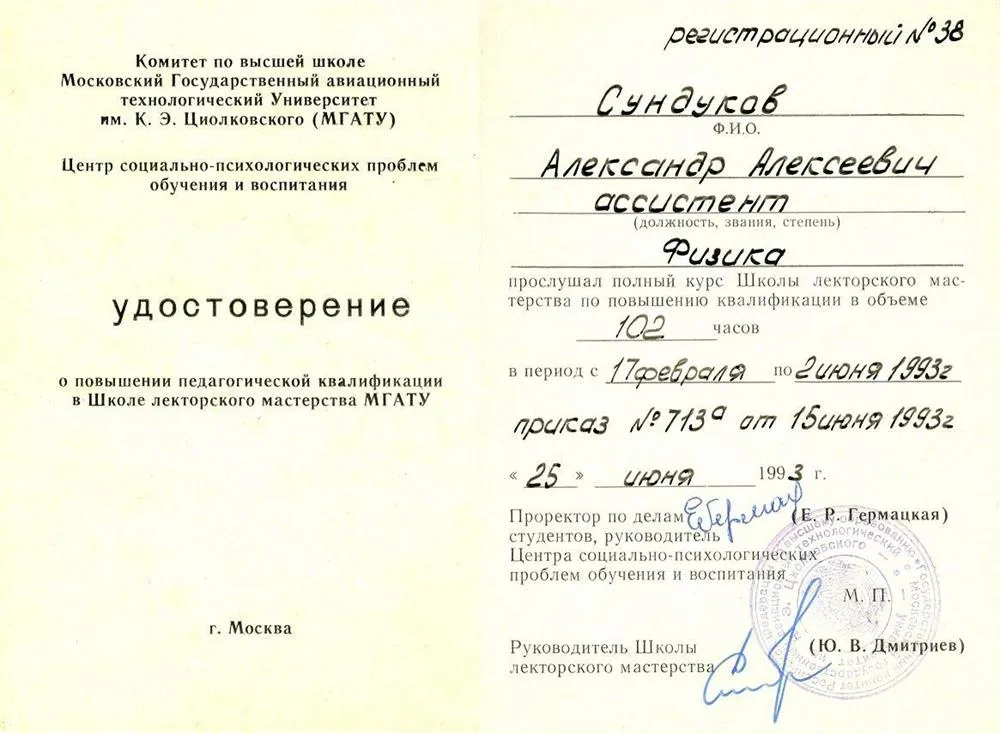 Комитет по высшей школе
Московский Государственный авиационный
технологический Университет
им. К. Э. Циолковского (МГАТУ)
Центр социально-психологических проблем
обучения и воспитания
удостоверение
о повышении педагогической квалификации
в Школе лекторского мастерства МГАТУ
г. Москва
регистрационный № 38
Сундуков
Ф.И.О.
Александр Алексеевич
ассистент
(должность, звания, степень)
Физика
прослушал полный курс Школы лекторского мас-
терства по повышению квалификации в объеме
102 часов
в период с 17 февраля по 2 июня 1993г
приказ № 713а от 15 июня 1993г
« 25 » июня 1993 г.
Проректор по делам (Е. Р. Гермацкая)
студентов, руководитель
Центра социально-психологических
проблем обучения и воспитания
М. П.
Руководитель Школы (Ю. В. Дмитриев)
лекторского мастерства